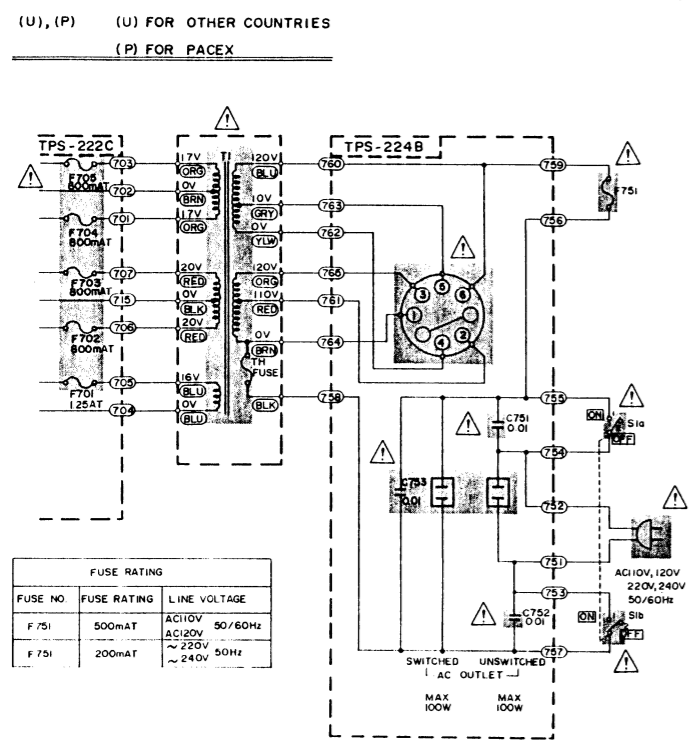 (U), (P) (U) FOR OTHER COUNTRIES
(P) FOR PACEX
TPS-222C
F705
800mAT
703
702
701
F704
800mAT
707
F703
800mAT
715
706
F702
800mAT
705
F701
1.25AT
704
T1
17V
ORG
0V
BRN
17V
ORG
20V
RED
0V
BLK
20V
RED
16V
BLU
0V
BLU
120V
BLU
10V
GRY
0V
YLW
120V
ORG
110V
RED
0V
BRN
TH
FUSE
BLK
TPS-224B
760
763
762
765
761
764
758
3
5
6
1
4
2
759
756
F751
755
754
752
751
753
757
C751
0.01
C753
0.01
C752
0.01
ON
S1a
OFF
AC110V, 120V
220V, 240V
50/60Hz
ON
S1b
OFF
SWITCHED UNSWITCHED
AC OUTLET
MAX
100W
MAX
100W
FUSE RATING
FUSE NO. FUSE RATING LINE VOLTAGE
F751 500mAT AC110V AC120V 50/60Hz
F751 200mAT ~220V ~240V 50Hz